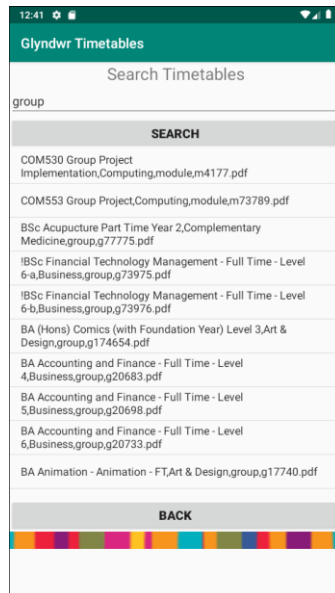 12:41
Glyndwr Timetables
Search Timetables
group
SEARCH
COM530 Group Project
Implementation,Computing,module,m4177.pdf
COM553 Group Project,Computing,module,m73789.pdf
BSc Acupucture Part Time Year 2,Complementary
Medicine,group,g77775.pdf
!BSc Financial Technology Management - Full Time - Level
6-a,Business,group,g73975.pdf
!BSc Financial Technology Management - Full Time - Level
6-b,Business,group,g73976.pdf
BA (Hons) Comics (with Foundation Year) Level 3,Art &
Design,group,g174654.pdf
BA Accounting and Finance - Full Time - Level
4,Business,group,g20683.pdf
BA Accounting and Finance - Full Time - Level
5,Business,group,g20698.pdf
BA Accounting and Finance - Full Time - Level
6,Business,group,g20733.pdf
BA Animation - Animation - FT,Art & Design,group,g17740.pdf
BACK